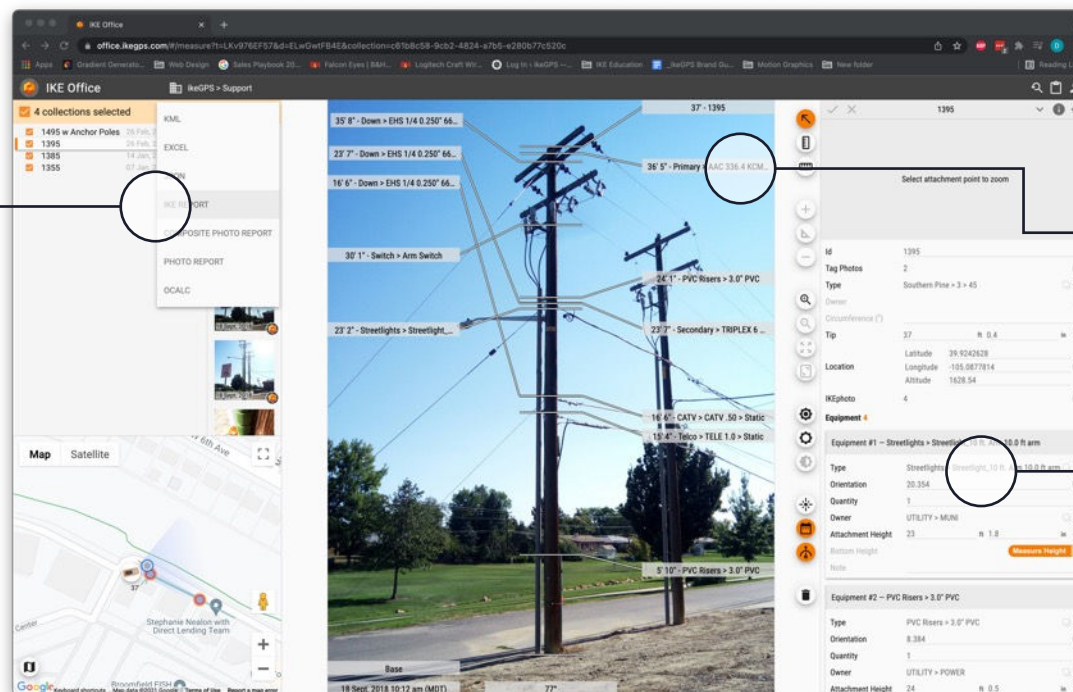 IKE Office
office.ikegps.com/#/measure?t=LKv976EF57&d=ELwGwtFB4E&collection=c81b8c58-9cb2-4824-a7b5-e280b77c520c
Apps
Gradient Generato...
Web Design
Sales Playbook 20...
Falcon Eyes | B&H...
Logitech Craft Wir...
Log In ‹ ikeGPS —...
IKE Education
_ikeGPS Brand Gu...
Motion Graphics
New folder
IKE Office
ikeGPS > Support
4 collections selected
1495 w Anchor Poles
1395
1385
1355
KML
EXCEL
IKE REPORT
COMPOSITE PHOTO REPORT
PHOTO REPORT
OCALC
Map
Satellite
W 6th Ave
37
Stephanie Nealon with
Direct Lending Team
Center
Broomfield FISH
Google
Keyboard shortcuts
Map data ©2021 Google
Terms of Use
Report a map error
37' - 1395
35' 8" - Down > EHS 1/4 0.250" 66...
23' 7" - Down > EHS 1/4 0.250" 66...
16' 6" - Down > EHS 1/4 0.250" 66...
36' 5" - Primary > AAC 336.4 KCM...
30' 1" - Switch > Arm Switch
24' 1" - PVC Risers > 3.0" PVC
23' 2" - Streetlights > Streetlight_...
23' 7" - Secondary > TRIPLEX 6 ...
16' 6" - CATV > CATV .50 > Static
15' 4" - Telco > TELE 1.0 > Static
5' 10" - PVC Risers > 3.0" PVC
Base
18 Sept. 2018 10:12 am (MDT)
77°
1395
Select attachment point to zoom
Id 1395
Tag Photos 2
Type Southern Pine > 3 > 45
Owner
Circumference (")
Tip 37 ft 0.4 in
Location
Latitude 39.9242628
Longitude -105.0877814
Altitude 1628.54
IKEphoto 4
Equipment 4
Equipment #1 — Streetlights > Streetlight_10 ft. Arm 10.0 ft arm
Type Streetlights > Streetlight_10 ft. Arm 10.0 ft arm
Orientation 20.354
Quantity 1
Owner UTILITY > MUNI
Attachment Height 23 ft 1.8 in
Bottom Height
Measure Height
Note
Equipment #2 — PVC Risers > 3.0" PVC
Type PVC Risers > 3.0" PVC
Orientation 8.384
Quantity 1
Owner UTILITY > POWER
Attachment Height 24 ft 0.5 in